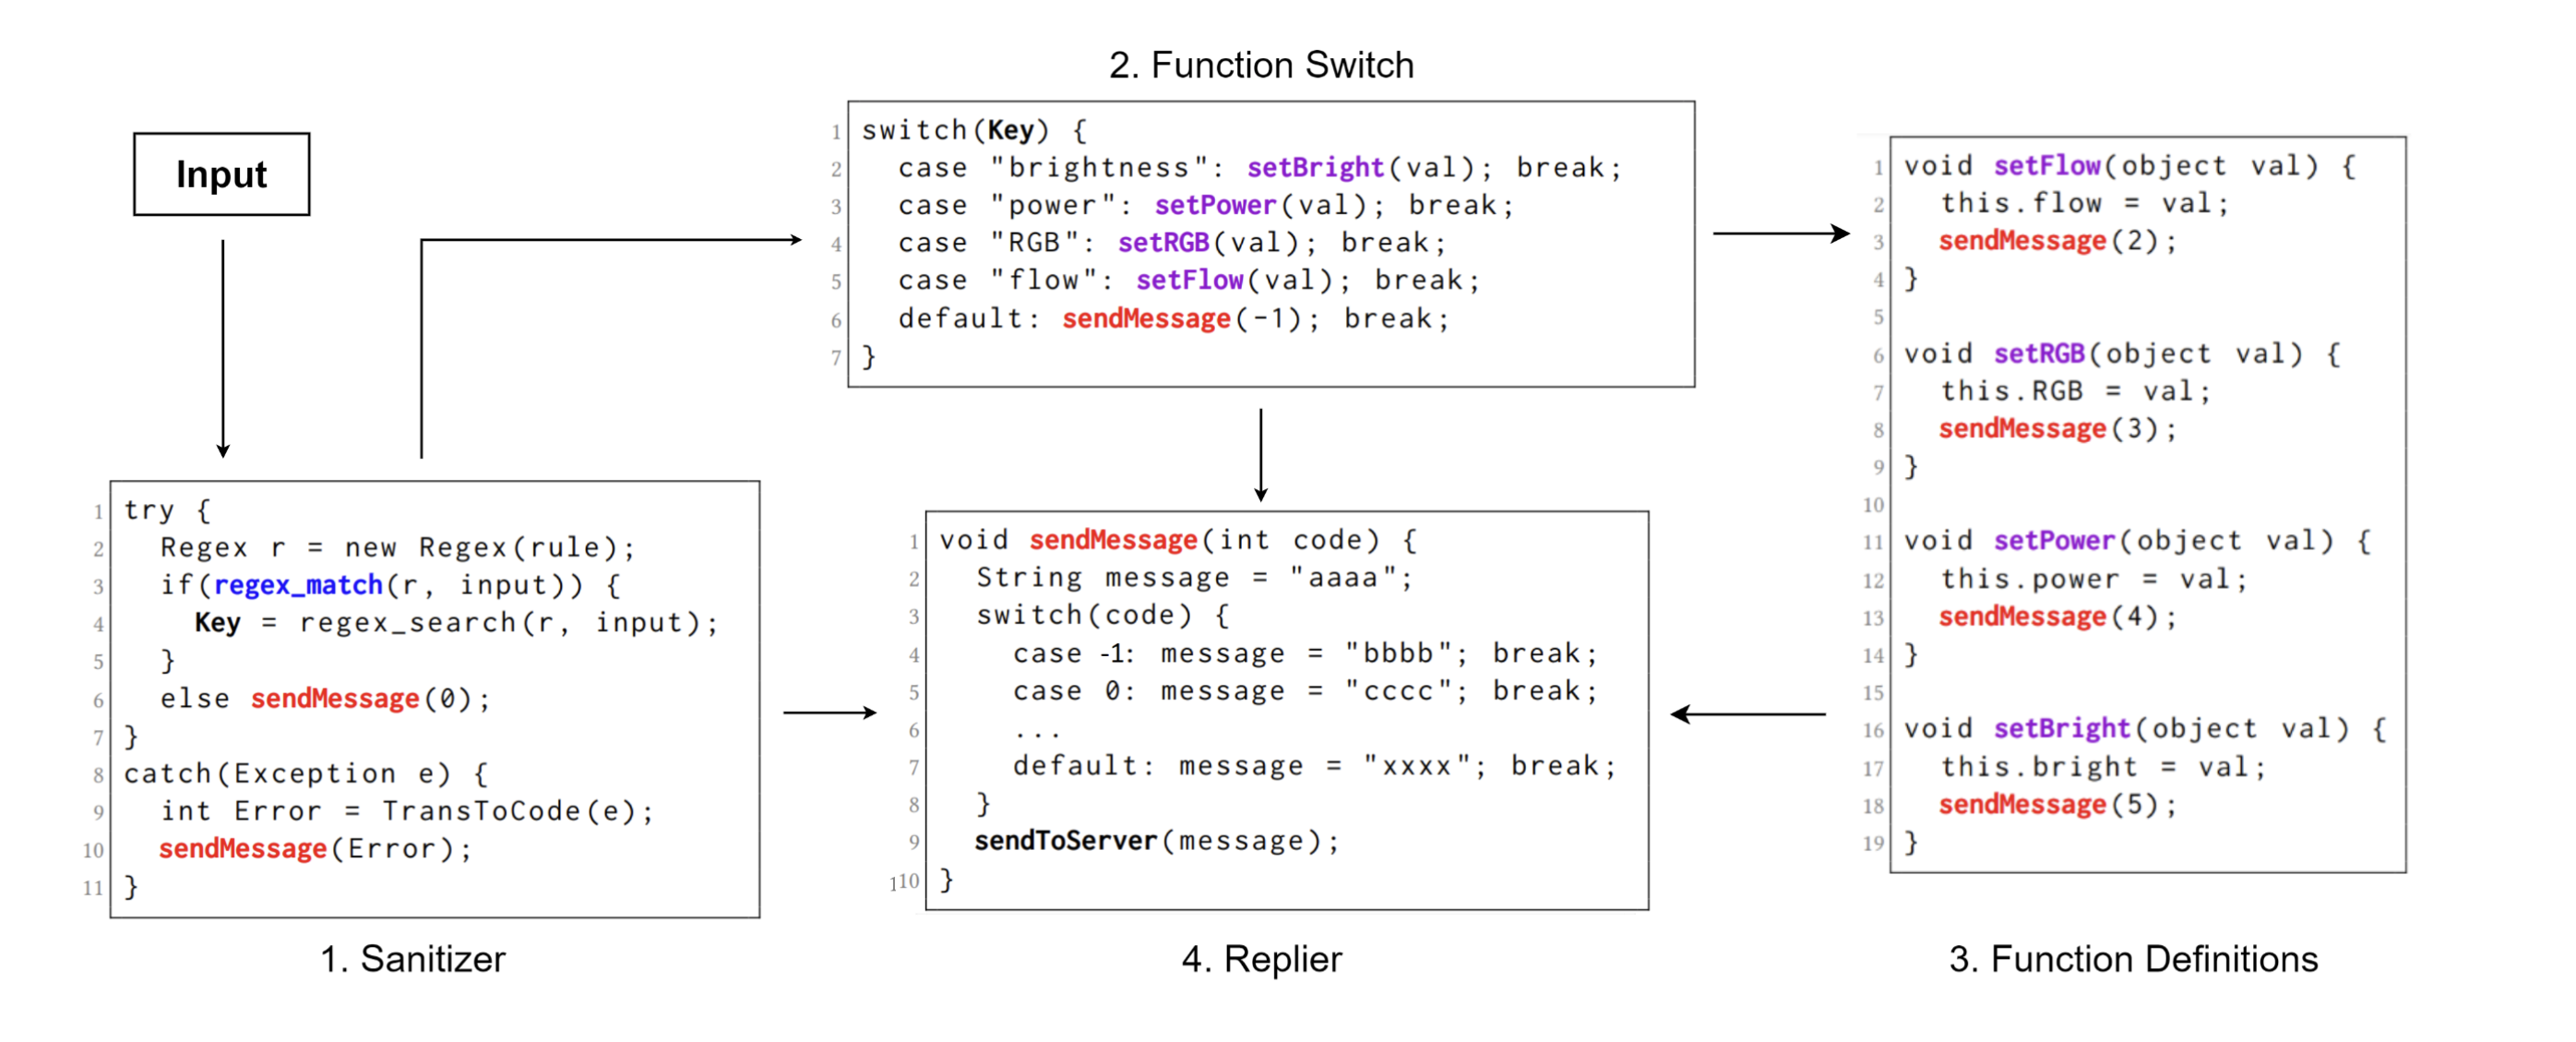 Input
1. Sanitizer
1 try {
2 Regex r = new Regex(rule);
3 if(regex_match(r, input)) {
4 Key = regex_search(r, input);
5 }
6 else sendMessage(0);
7 }
8 catch(Exception e) {
9 int Error = TransToCode(e);
10 sendMessage(Error);
11 }
2. Function Switch
1 switch(Key) {
2 case "brightness": setBright(val); break;
3 case "power": setPower(val); break;
4 case "RGB": setRGB(val); break;
5 case "flow": setFlow(val); break;
6 default: sendMessage(-1); break;
7 }
3. Function Definitions
1 void setFlow(object val) {
2 this.flow = val;
3 sendMessage(2);
4 }
5
6 void setRGB(object val) {
7 this.RGB = val;
8 sendMessage(3);
9 }
10
11 void setPower(object val) {
12 this.power = val;
13 sendMessage(4);
14 }
15
16 void setBright(object val) {
17 this.bright = val;
18 sendMessage(5);
19 }
4. Replier
1 void sendMessage(int code) {
2 String message = "aaaa";
3 switch(code) {
4 case -1: message = "bbbb"; break;
5 case 0: message = "cccc"; break;
6 ...
7 default: message = "xxxx"; break;
8 }
9 sendToServer(message);
110 }